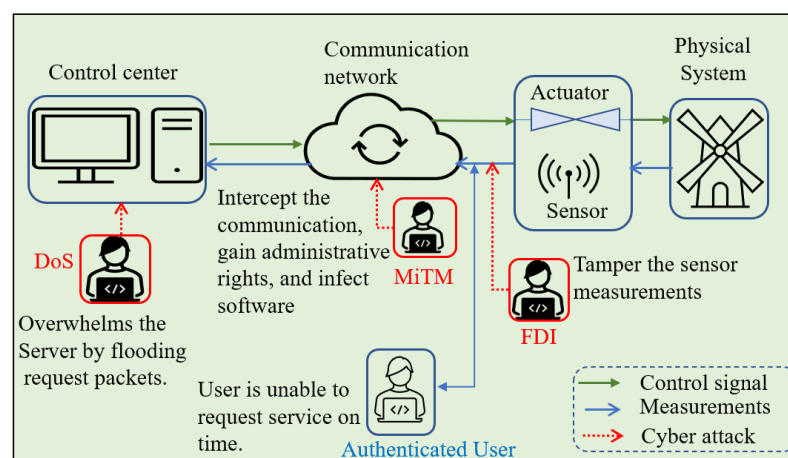 Control center
Communication
network
Physical
System
Actuator
Sensor
DoS
</>
Overwhelms the
Server by flooding
request packets.
Intercept the
communication,
gain administrative
rights, and infect
software
</>
MiTM
</>
FDI
Tamper the sensor
measurements
User is unable to
request service on
time.
</>
Authenticated User
Control signal
Measurements
Cyber attack